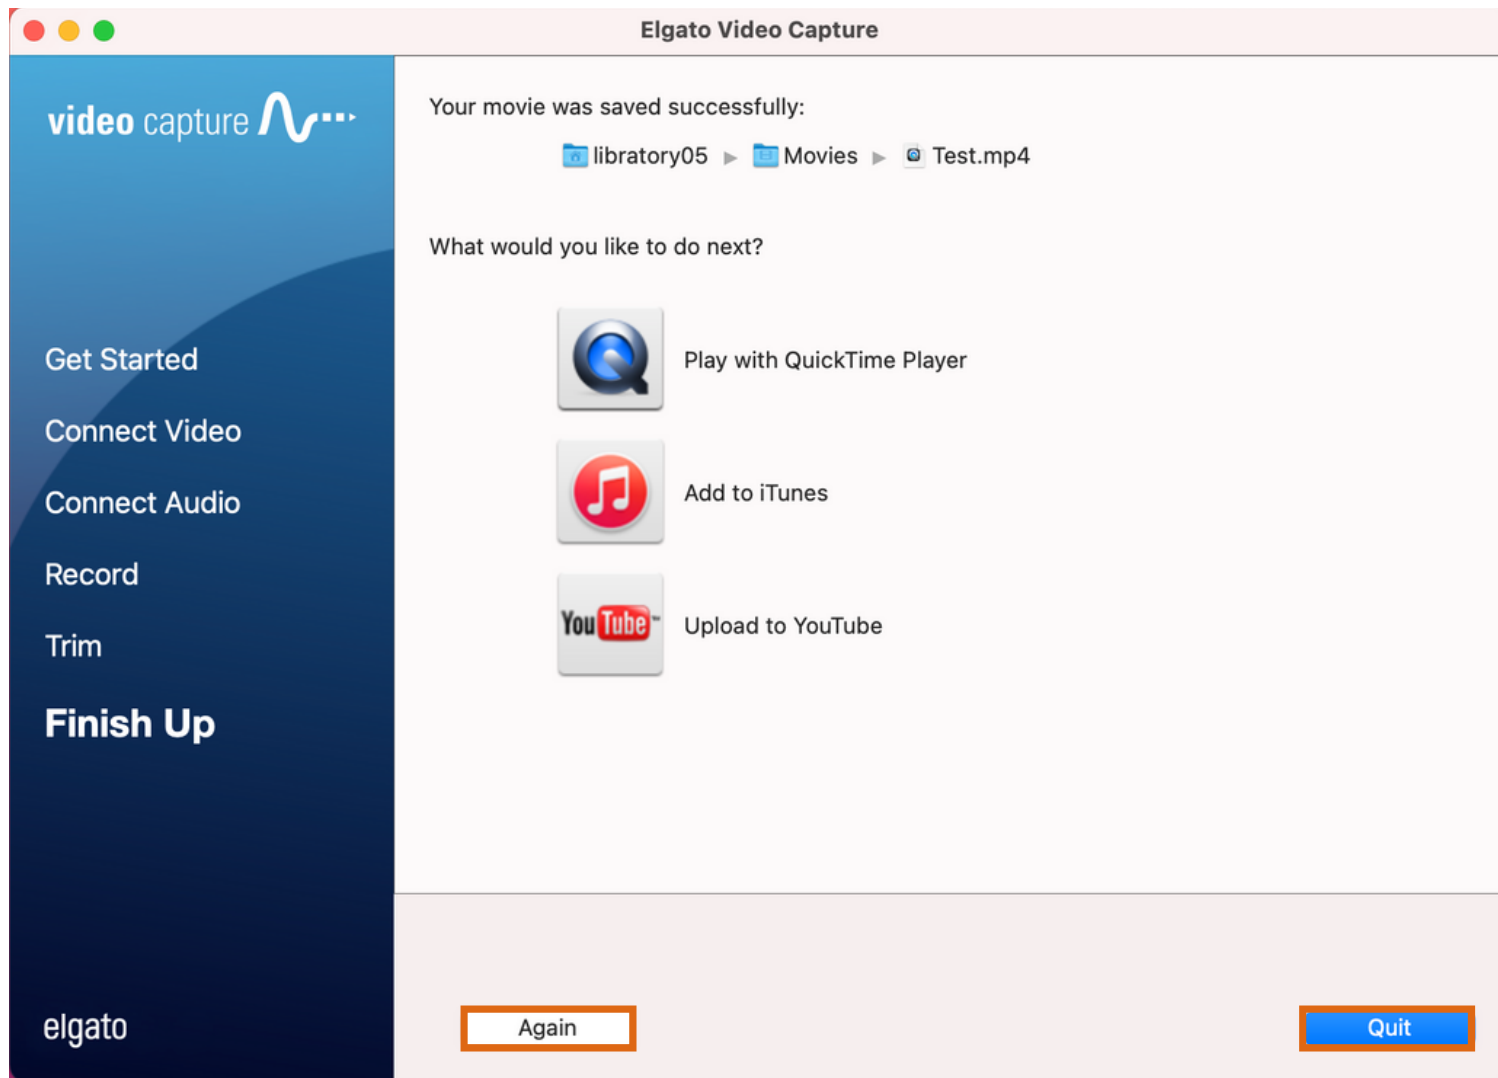 Elgato Video Capture
video capture
Your movie was saved successfully:
libratory05 ▶ Movies ▶ Test.mp4
What would you like to do next?
Get Started
Connect Video
Connect Audio
Record
Trim
Finish Up
Play with QuickTime Player
Add to iTunes
YouTube
Upload to YouTube
elgato
Again
Quit